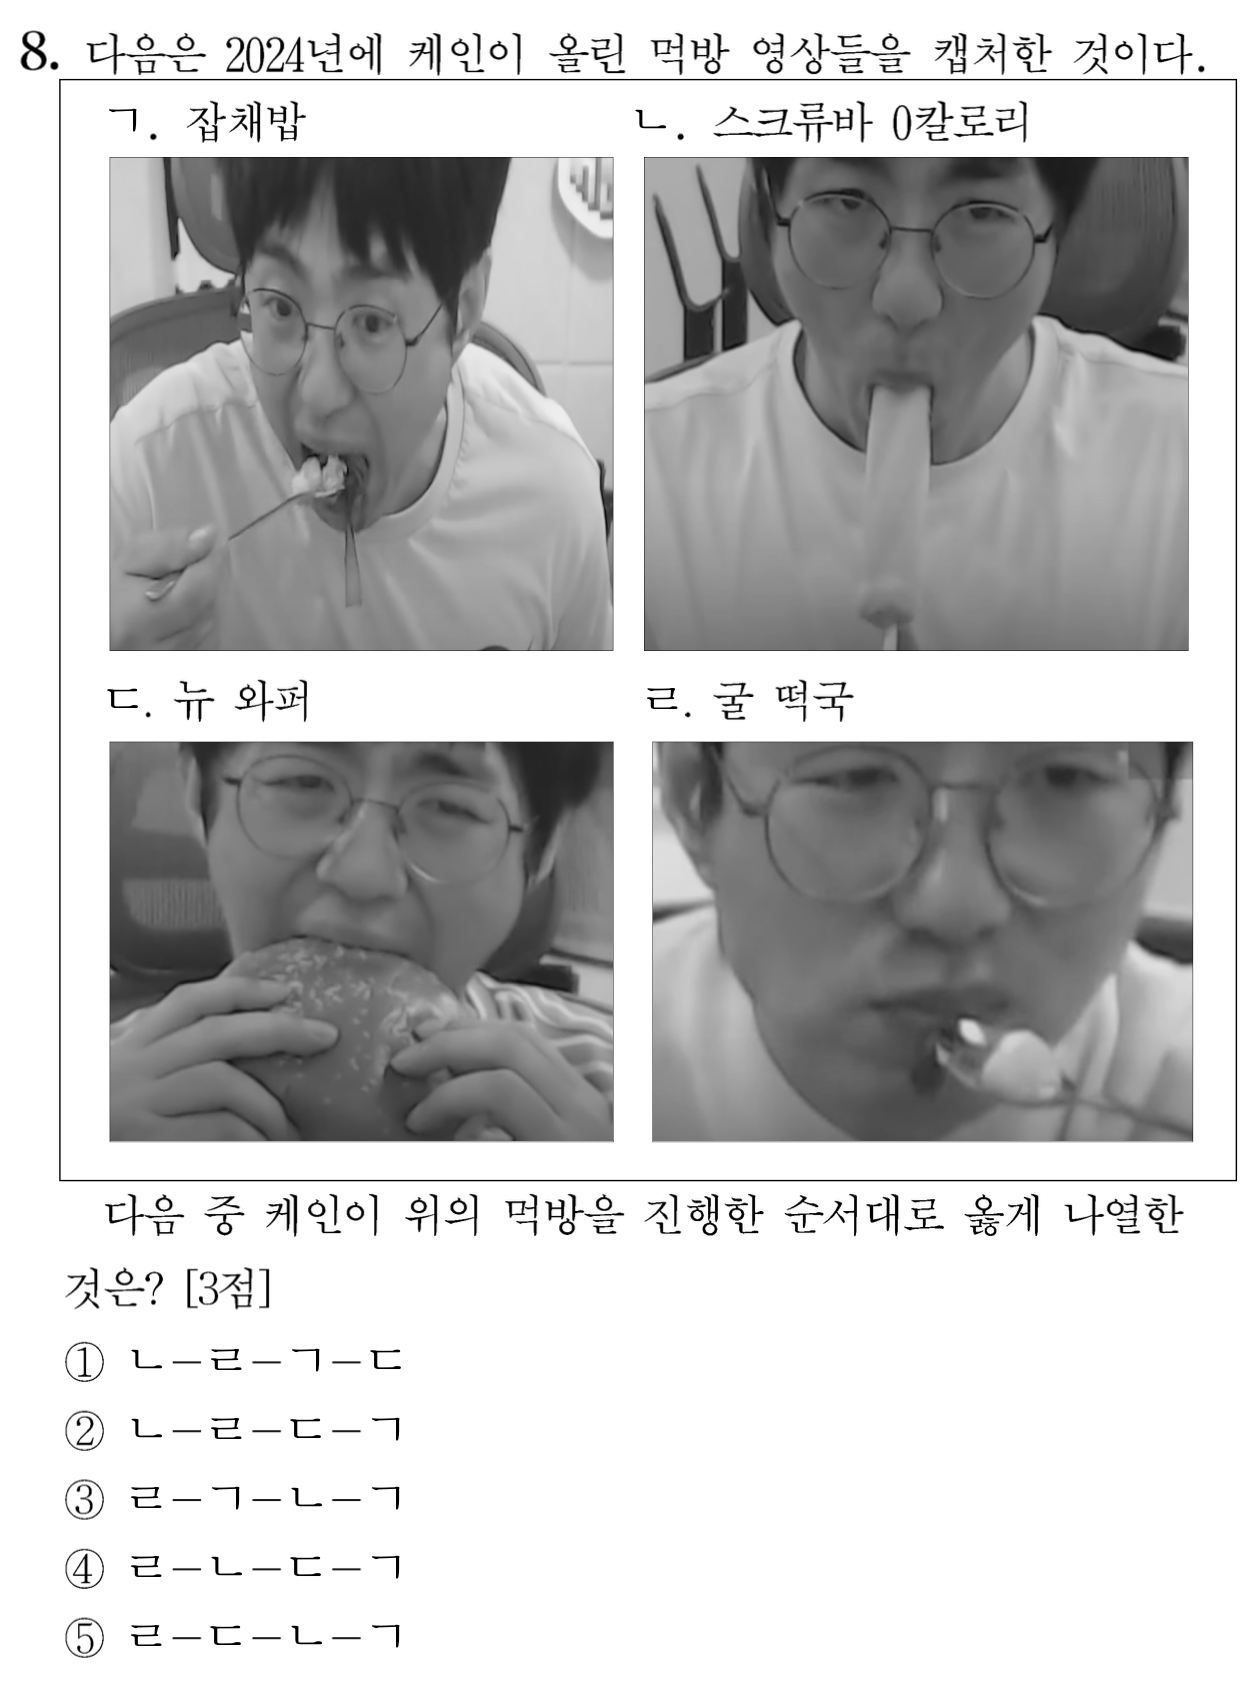 8. 다음은 2024년에 케인이 올린 먹방 영상들을 캡처한 것이다.
ㄱ. 잡채밥
ㄴ. 스크류바 0칼로리
ㄷ. 뉴 와퍼
ㄹ. 굴 떡국
다음 중 케인이 위의 먹방을 진행한 순서대로 옳게 나열한
것은? [3점]
① ㄴ-ㄹ-ㄱ-ㄷ
② ㄴ-ㄹ-ㄷ-ㄱ
③ ㄹ-ㄱ-ㄴ-ㄱ
④ ㄹ-ㄴ-ㄷ-ㄱ
⑤ ㄹ-ㄷ-ㄴ-ㄱ